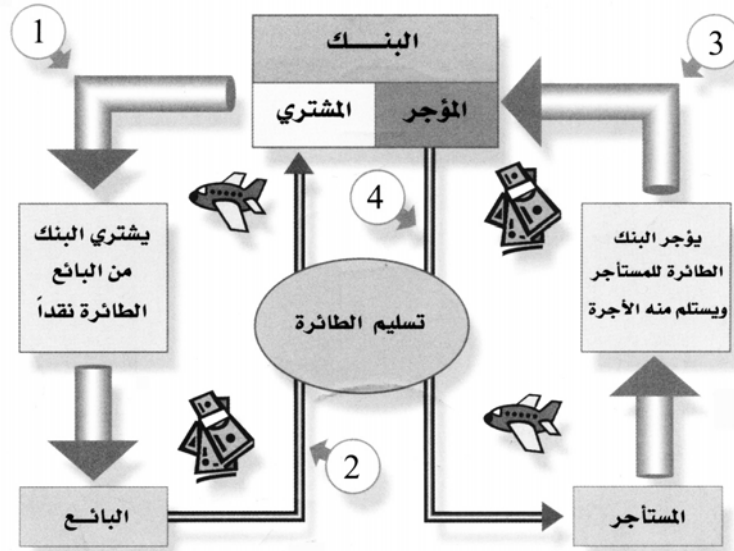 1
البنـــك
3
المشتري
المؤجر
4
يشتري البنك
من البائع
الطائرة نقداً
يؤجر البنك
الطائرة للمستأجر
ويستلم منه الأجرة
تسليم الطائرة
2
البائـع
المستأجر